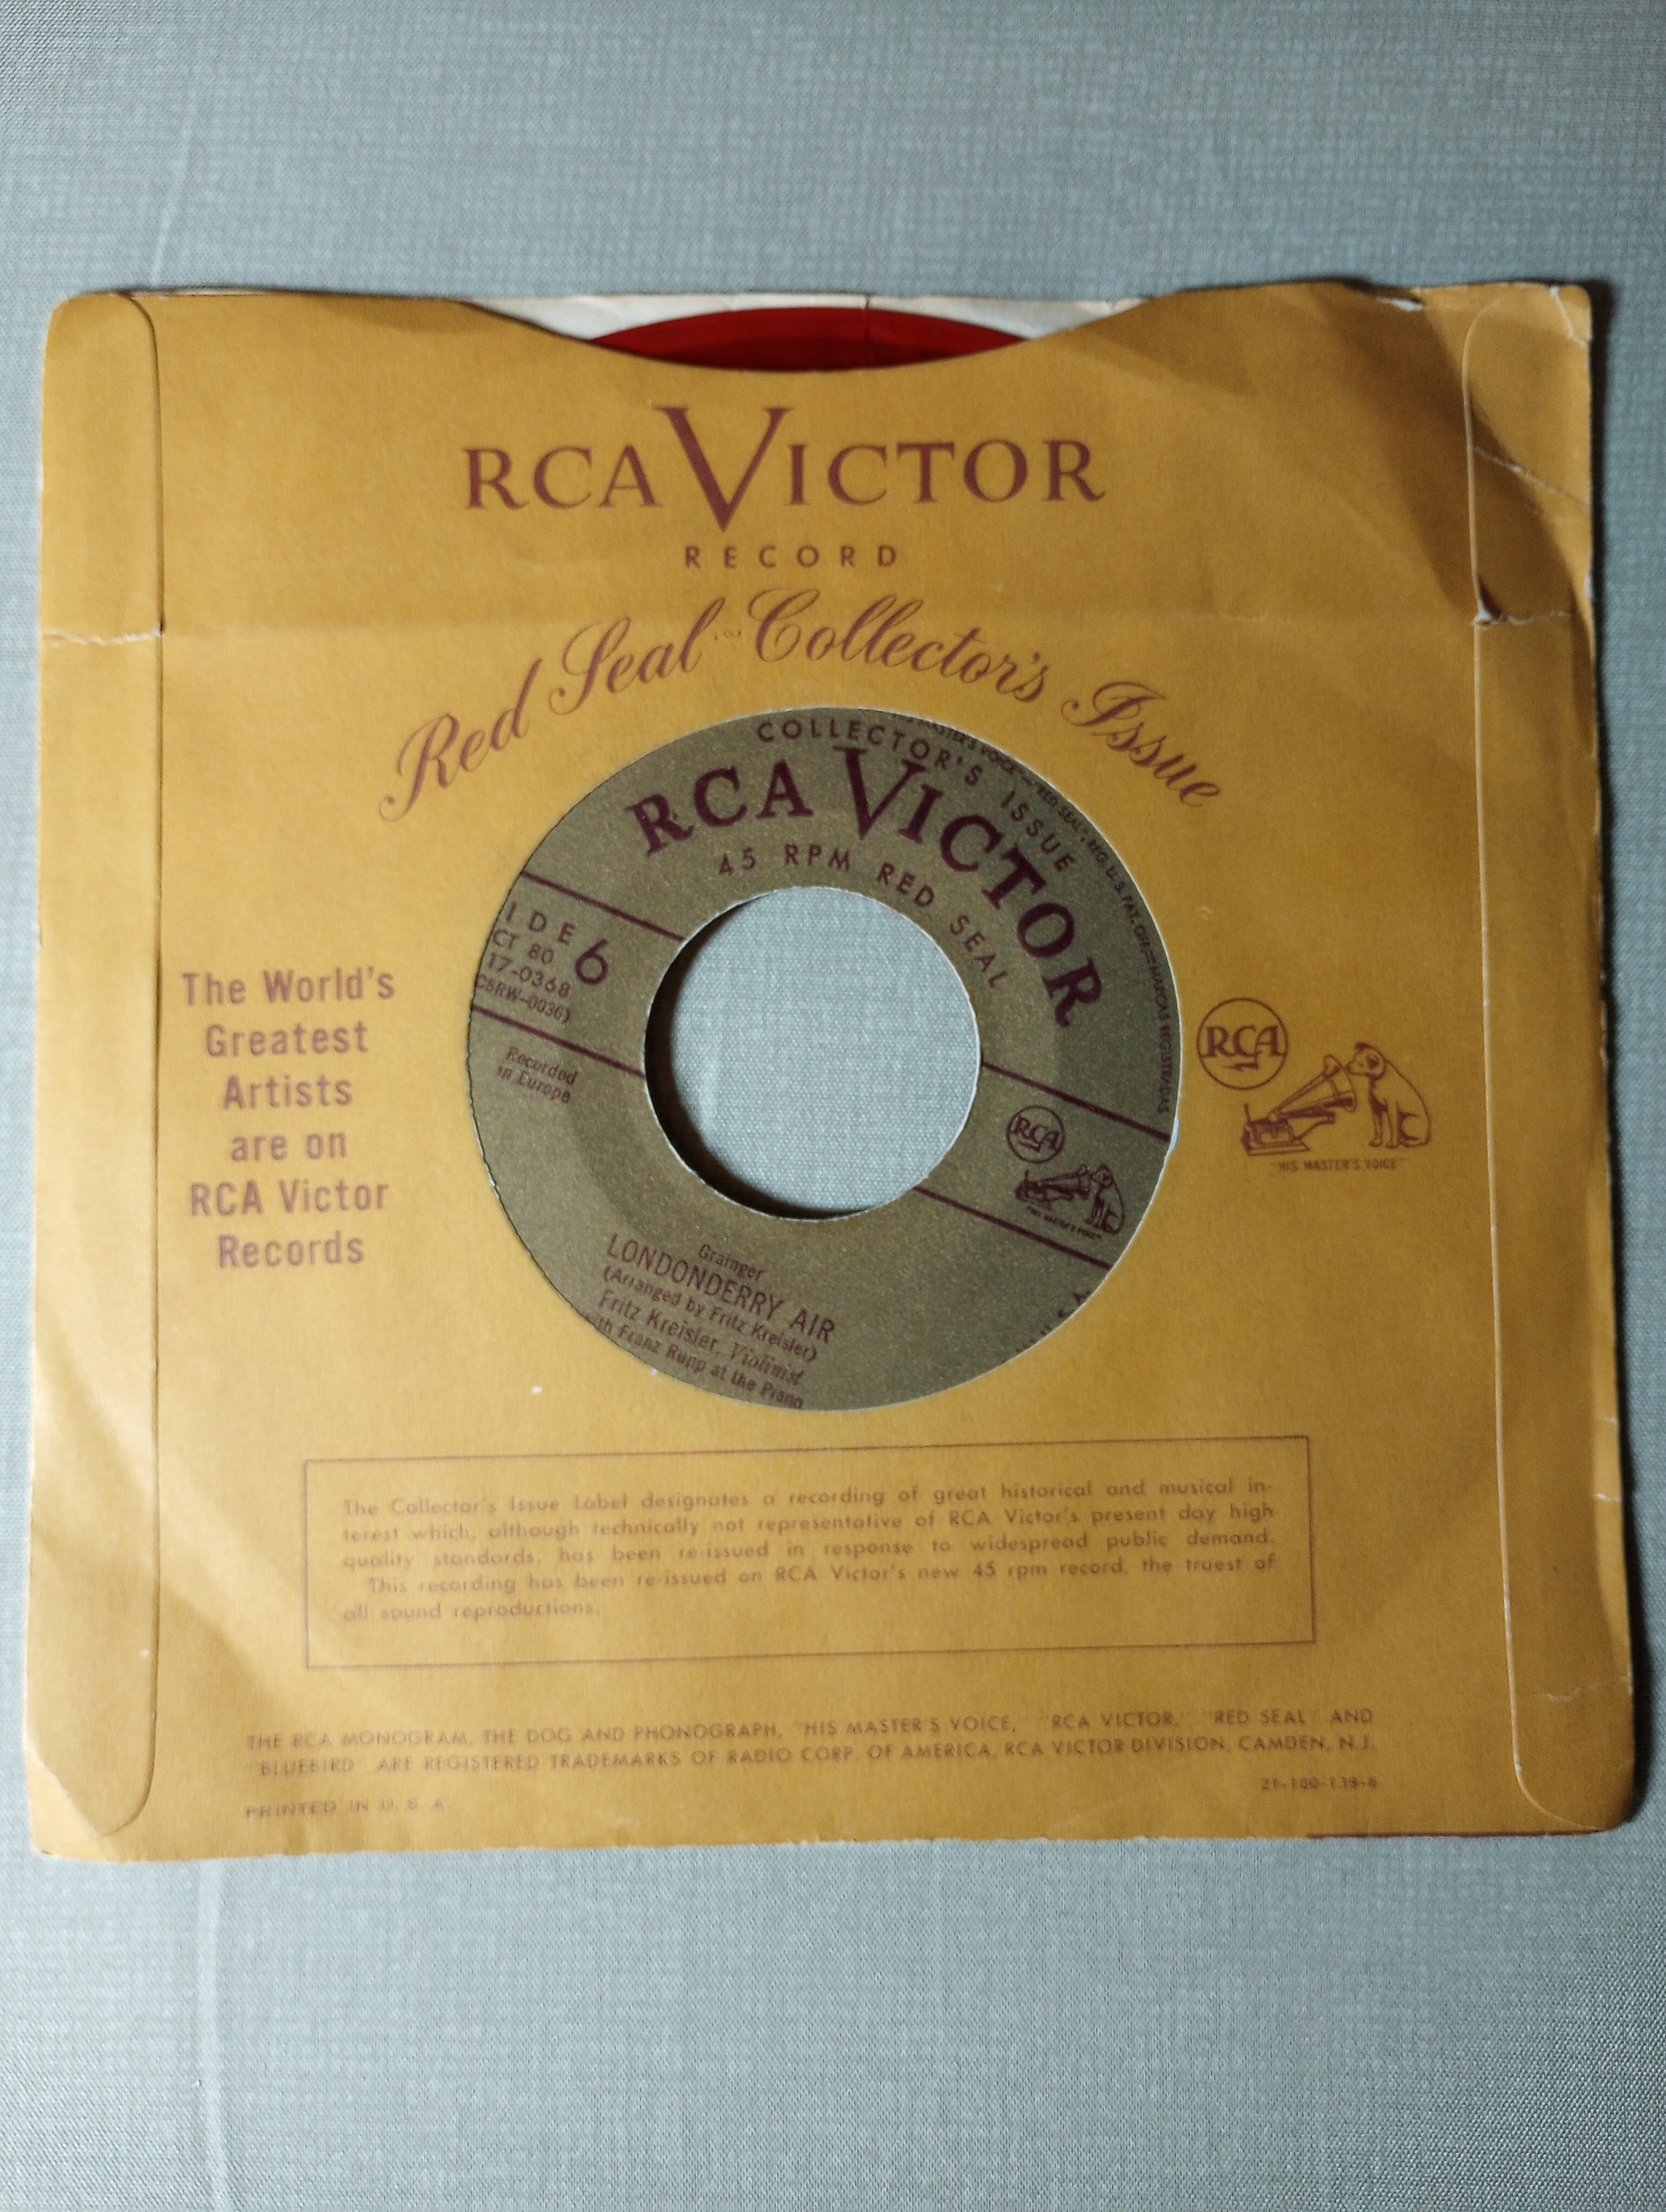 RCA VICTOR
RECORD
Red Seal Collector's Issue
COLLECTOR'S ISSUE
RCA VICTOR
45 RPM RED SEAL
IDE 6
CT 80
17-0368
Recorded
in Europe
RCA
"HIS MASTER'S VOICE"
Grainger
LONDONDERRY AIR
(Arranged by Fritz Kreisler)
Fritz Kreisler, Violinist
with Franz Rupp at the Piano
The World's
Greatest
Artists
are on
RCA Victor
Records
RCA
"HIS MASTER'S VOICE"
The Collector's Issue Label designates a recording of great historical and musical in-
terest which, although technically not representative of RCA Victor's present day high
quality standards, has been re-issued in response to widespread public demand.
This recording has been re-issued on RCA Victor's new 45 rpm record, the truest of
all sound reproductions.
THE RCA MONOGRAM, THE DOG AND PHONOGRAPH, "HIS MASTER'S VOICE," "RCA VICTOR," "RED SEAL" AND
"BLUEBIRD" ARE REGISTERED TRADEMARKS OF RADIO CORP. OF AMERICA, RCA VICTOR DIVISION, CAMDEN, N.J.
PRINTED IN U. S. A.